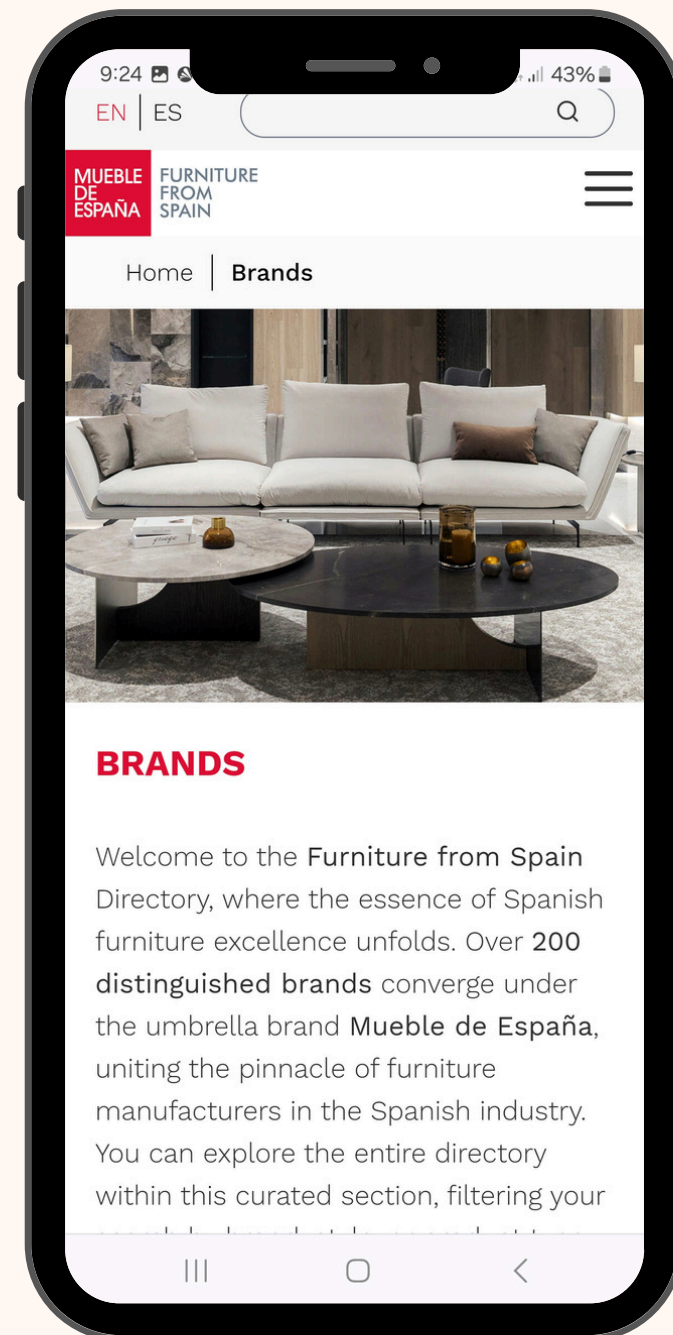 9:24
43%
EN | ES
MUEBLE
DE
ESPAÑA
FURNITURE
FROM
SPAIN
Home | Brands
BRANDS
Welcome to the Furniture from Spain
Directory, where the essence of Spanish
furniture excellence unfolds. Over 200
distinguished brands converge under
the umbrella brand Mueble de España,
uniting the pinnacle of furniture
manufacturers in the Spanish industry.
You can explore the entire directory
within this curated section, filtering your